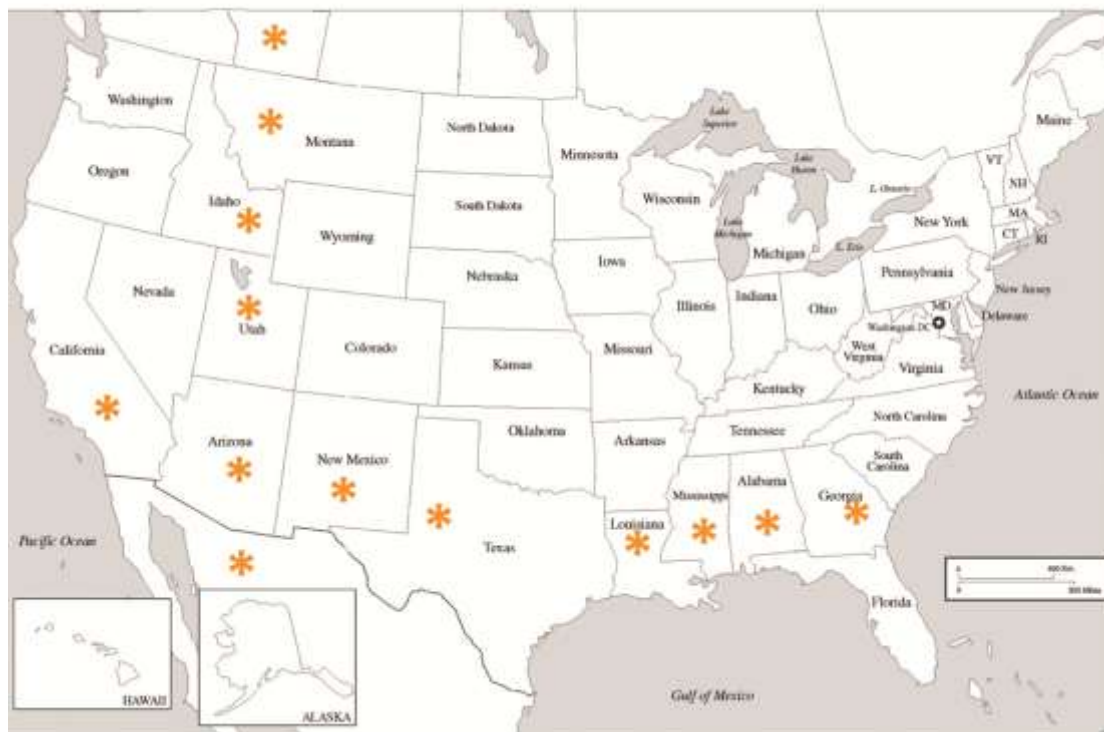 Washington
Montana
North Dakota
Minnesota
Lake
Superior
Maine
Oregon
Idaho
South Dakota
Wisconsin
Lake
Huron
L. Ontario
VT
NH
MA
CT
RI
New York
Wyoming
Lake
Michigan
Michigan
L. Erie
Nevada
Utah
Nebraska
Iowa
Illinois
Indiana
Ohio
Pennsylvania
New Jersey
MD
Delaware
Washington DC
California
Colorado
Kansas
Missouri
West
Virginia
Virginia
Kentucky
Atlantic Ocean
Arizona
New Mexico
Oklahoma
Arkansas
Tennessee
North Carolina
South
Carolina
Mississippi
Alabama
Georgia
Louisiana
Texas
Pacific Ocean
Florida
0
0
HAWAII
ALASKA
Gulf of Mexico